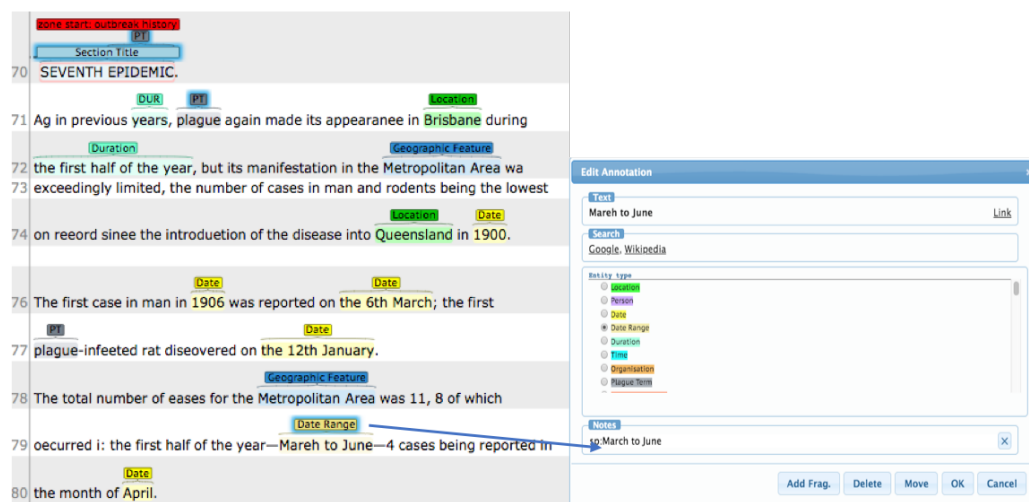 zone start: outbreak history
PT
Section Title
70 SEVENTH EPIDEMIC.
DUR PT Location
71 Ag in previous years, plague again made its appearanee in Brisbane during
Duration Geographic Feature
72 the first half of the year, but its manifestation in the Metropolitan Area wa
73 exceedingly limited, the number of cases in man and rodents being the lowest
Location Date
74 on reeord sinee the introduetion of the disease into Queensland in 1900.
Date Date
76 The first case in man in 1906 was reported on the 6th March; the first
PT Date
77 plague-infeeted rat diseovered on the 12th January.
Geographic Feature
78 The total number of eases for the Metropolitan Area was 11, 8 of which
Date Range
79 oecurred i: the first half of the year—Mareh to June—4 cases being reported in
Date
80 the month of April.
Edit Annotation
Text
Mareh to June Link
Search
Google, Wikipedia
Entity type
Location
Person
Date
Date Range
Duration
Time
Organisation
Plague Term
Notes
sp:March to June
Add Frag. Delete Move OK Cancel